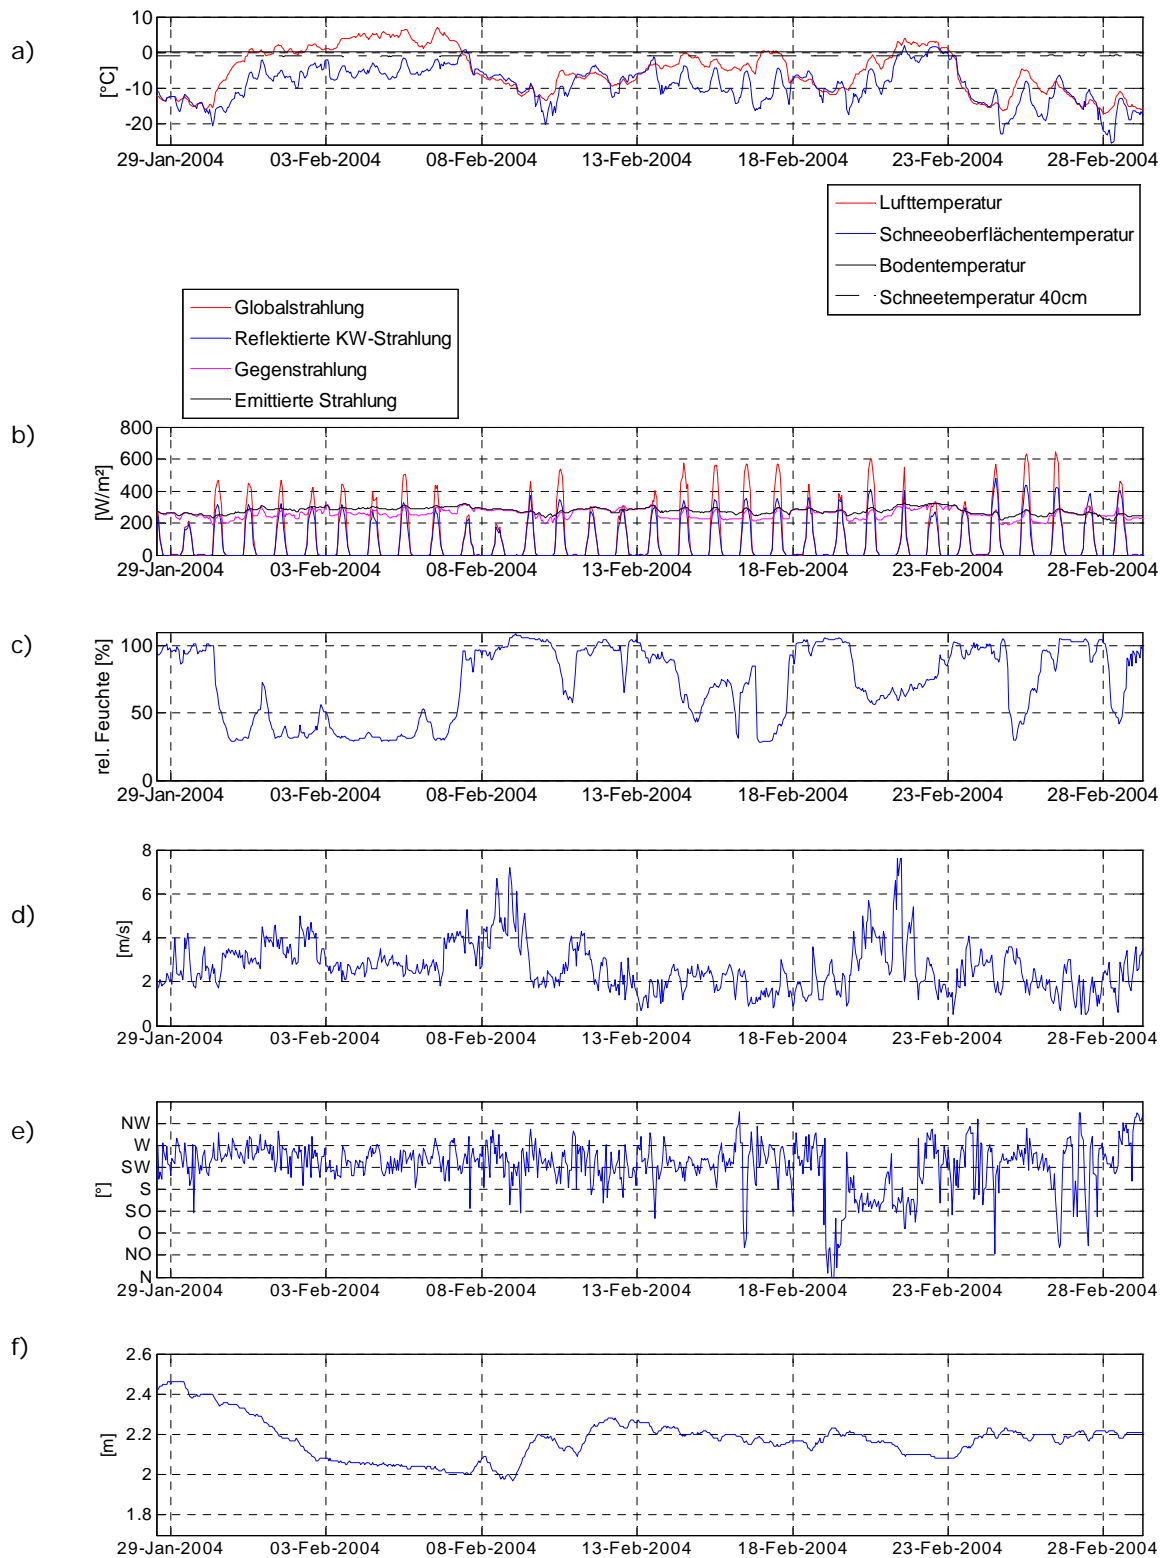 a)
10
0
-10
-20
[°C]
29-Jan-2004 03-Feb-2004 08-Feb-2004 13-Feb-2004 18-Feb-2004 23-Feb-2004 28-Feb-2004
Lufttemperatur
Schneeoberflächentemperatur
Bodentemperatur
Schneetemperatur 40cm
Globalstrahlung
Reflektierte KW-Strahlung
Gegenstrahlung
Emittierte Strahlung
b)
800
600
400
200
0
[W/m²]
29-Jan-2004 03-Feb-2004 08-Feb-2004 13-Feb-2004 18-Feb-2004 23-Feb-2004 28-Feb-2004
c)
100
50
0
rel. Feuchte [%]
29-Jan-2004 03-Feb-2004 08-Feb-2004 13-Feb-2004 18-Feb-2004 23-Feb-2004 28-Feb-2004
d)
8
6
4
2
0
[m/s]
29-Jan-2004 03-Feb-2004 08-Feb-2004 13-Feb-2004 18-Feb-2004 23-Feb-2004 28-Feb-2004
e)
NW
W
SW
S
SO
O
NO
N
[°]
29-Jan-2004 03-Feb-2004 08-Feb-2004 13-Feb-2004 18-Feb-2004 23-Feb-2004 28-Feb-2004
f)
2.6
2.4
2.2
2
1.8
[m]
29-Jan-2004 03-Feb-2004 08-Feb-2004 13-Feb-2004 18-Feb-2004 23-Feb-2004 28-Feb-2004